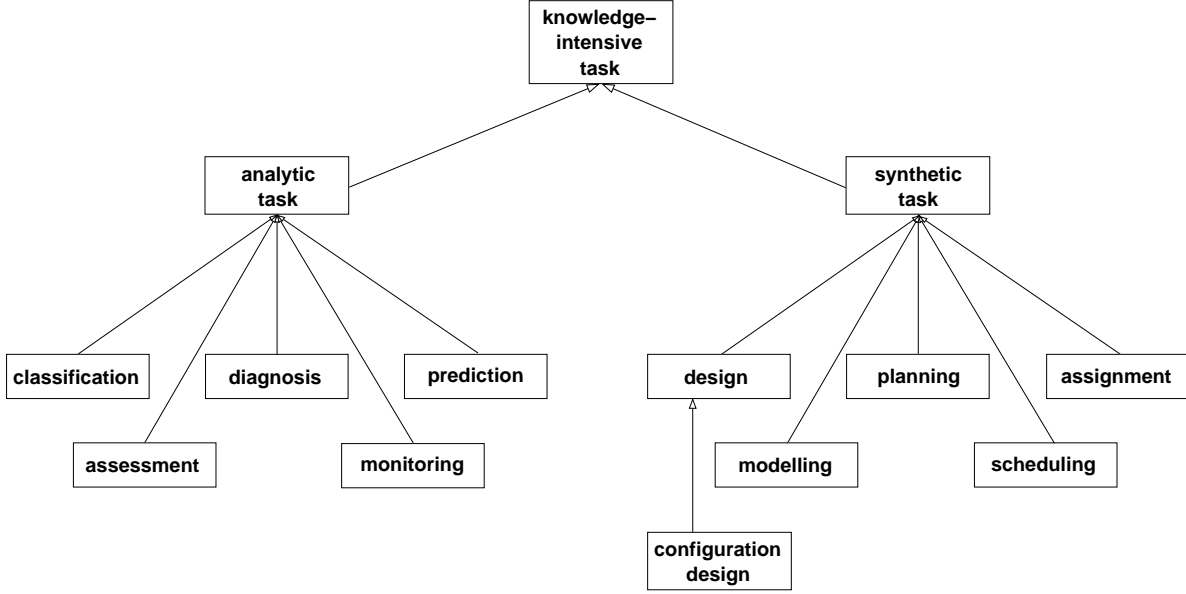 knowledge–
intensive
task
analytic
task
synthetic
task
classification
diagnosis
prediction
design
planning
assignment
assessment
monitoring
modelling
scheduling
configuration
design